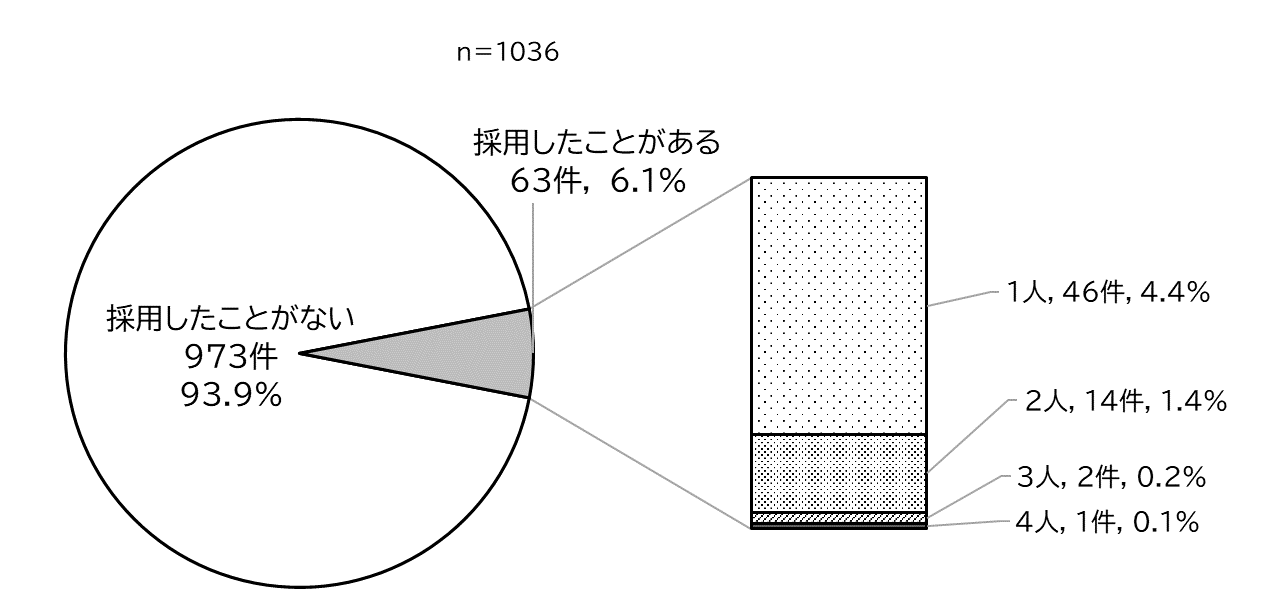 n＝1036
採用したことがある
63件，6.1%
採用したことがない
973件
93.9%
1人, 46件, 4.4%
2人, 14件, 1.4%
3人, 2件, 0.2%
4人, 1件, 0.1%